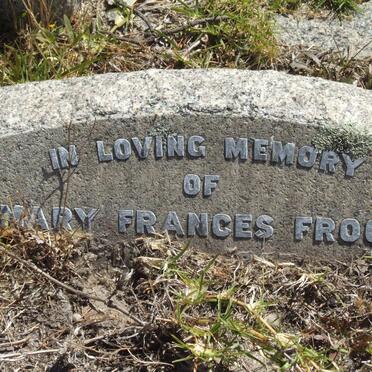 IN LOVING MEMORY
OF
MARY FRANCES